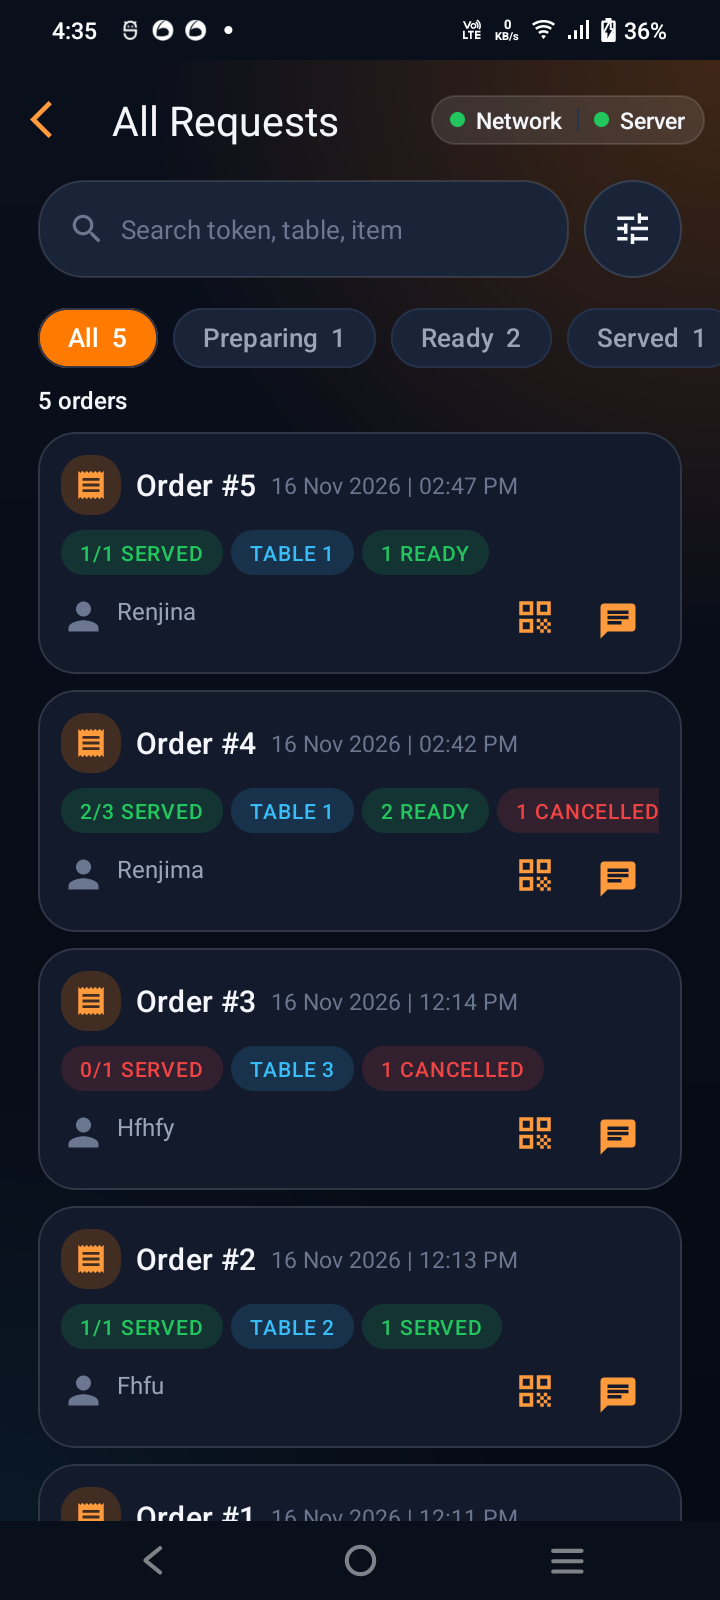 4:35 Vo) LTE 0 KB/s 36%
All Requests Network Server
Search token, table, item
All 5 Preparing 1 Ready 2 Served 1
5 orders
Order #5 16 Nov 2026 | 02:47 PM
1/1 SERVED TABLE 1 1 READY
Renjina
Order #4 16 Nov 2026 | 02:42 PM
2/3 SERVED TABLE 1 2 READY 1 CANCELLED
Renjima
Order #3 16 Nov 2026 | 12:14 PM
0/1 SERVED TABLE 3 1 CANCELLED
Hfhfy
Order #2 16 Nov 2026 | 12:13 PM
1/1 SERVED TABLE 2 1 SERVED
Fhfu
Order #1 16 Nov 2026 | 12:11 PM